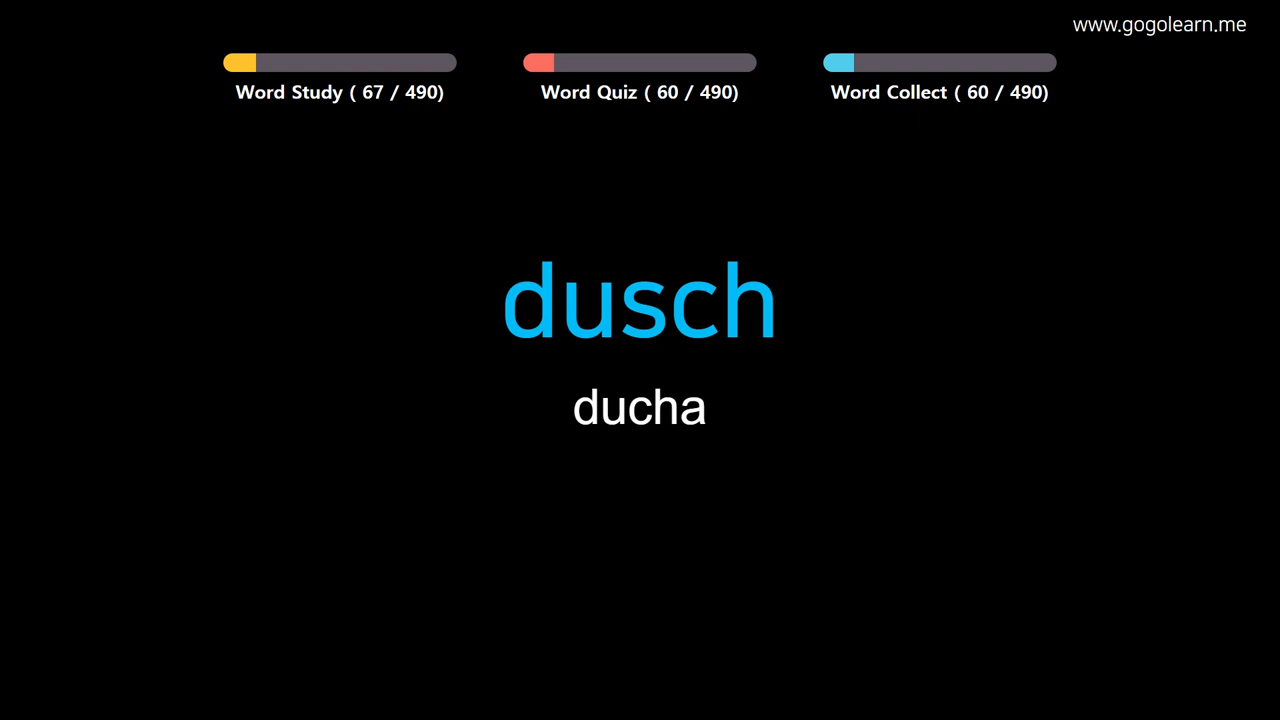 www.gogolearn.me
Word Study ( 67 / 490)
Word Quiz ( 60 / 490)
Word Collect ( 60 / 490)
dusch
ducha